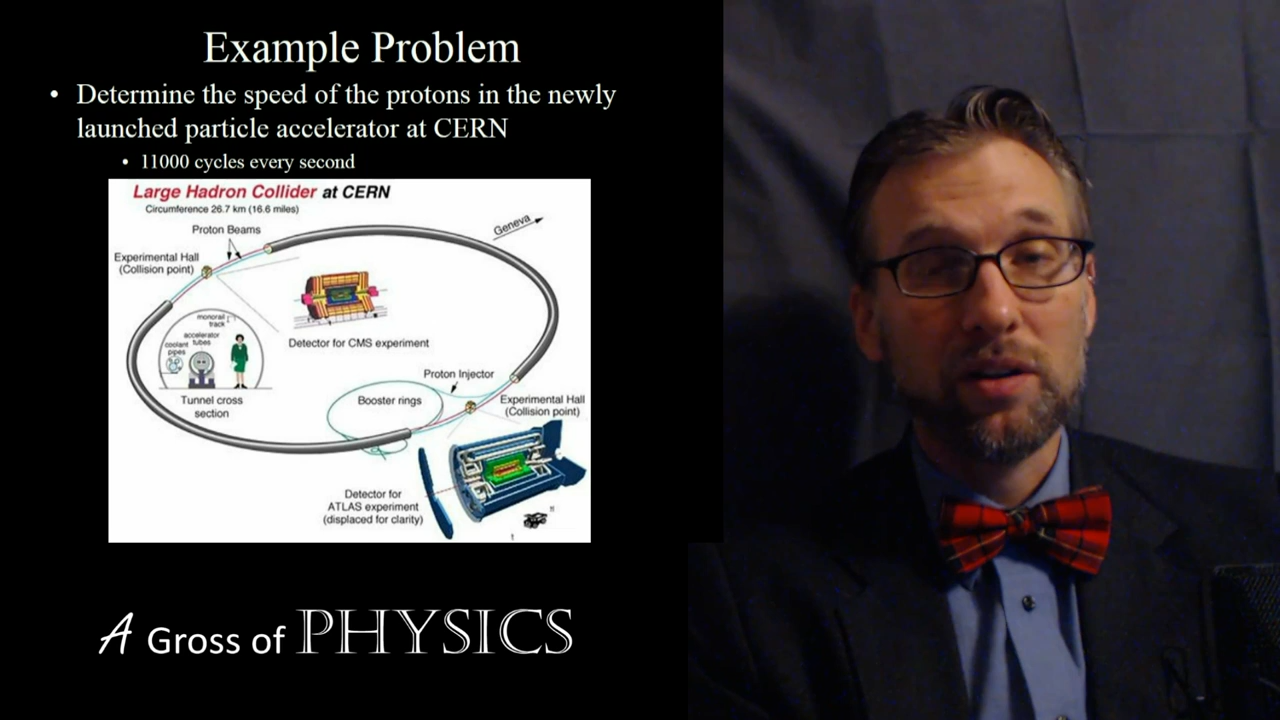 Example Problem
• Determine the speed of the protons in the newly
launched particle accelerator at CERN
• 11000 cycles every second
Large Hadron Collider at CERN
Circumference 26.7 km (16.6 miles)
Proton Beams
Geneva
Experimental Hall
(Collision point)
monorail
track
accelerator
tubes
coolant
pipes
Detector for CMS experiment
Tunnel cross
section
Proton Injector
Booster rings
Experimental Hall
(Collision point)
Detector for
ATLAS experiment
(displaced for clarity)
A Gross of PHYSICS